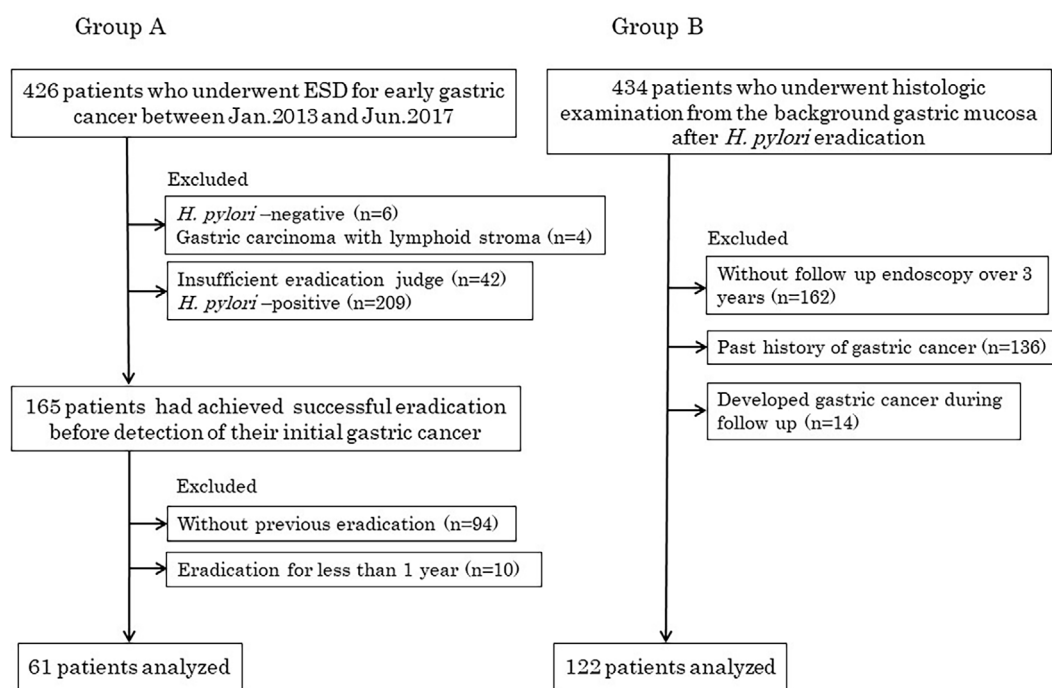 Group A
426 patients who underwent ESD for early gastric
cancer between Jan.2013 and Jun.2017
Excluded
H. pylori –negative (n=6)
Gastric carcinoma with lymphoid stroma (n=4)
Insufficient eradication judge (n=42)
H. pylori –positive (n=209)
165 patients had achieved successful eradication
before detection of their initial gastric cancer
Excluded
Without previous eradication (n=94)
Eradication for less than 1 year (n=10)
61 patients analyzed
Group B
434 patients who underwent histologic
examination from the background gastric mucosa
after H. pylori eradication
Excluded
Without follow up endoscopy over 3
years (n=162)
Past history of gastric cancer (n=136)
Developed gastric cancer during
follow up (n=14)
122 patients analyzed